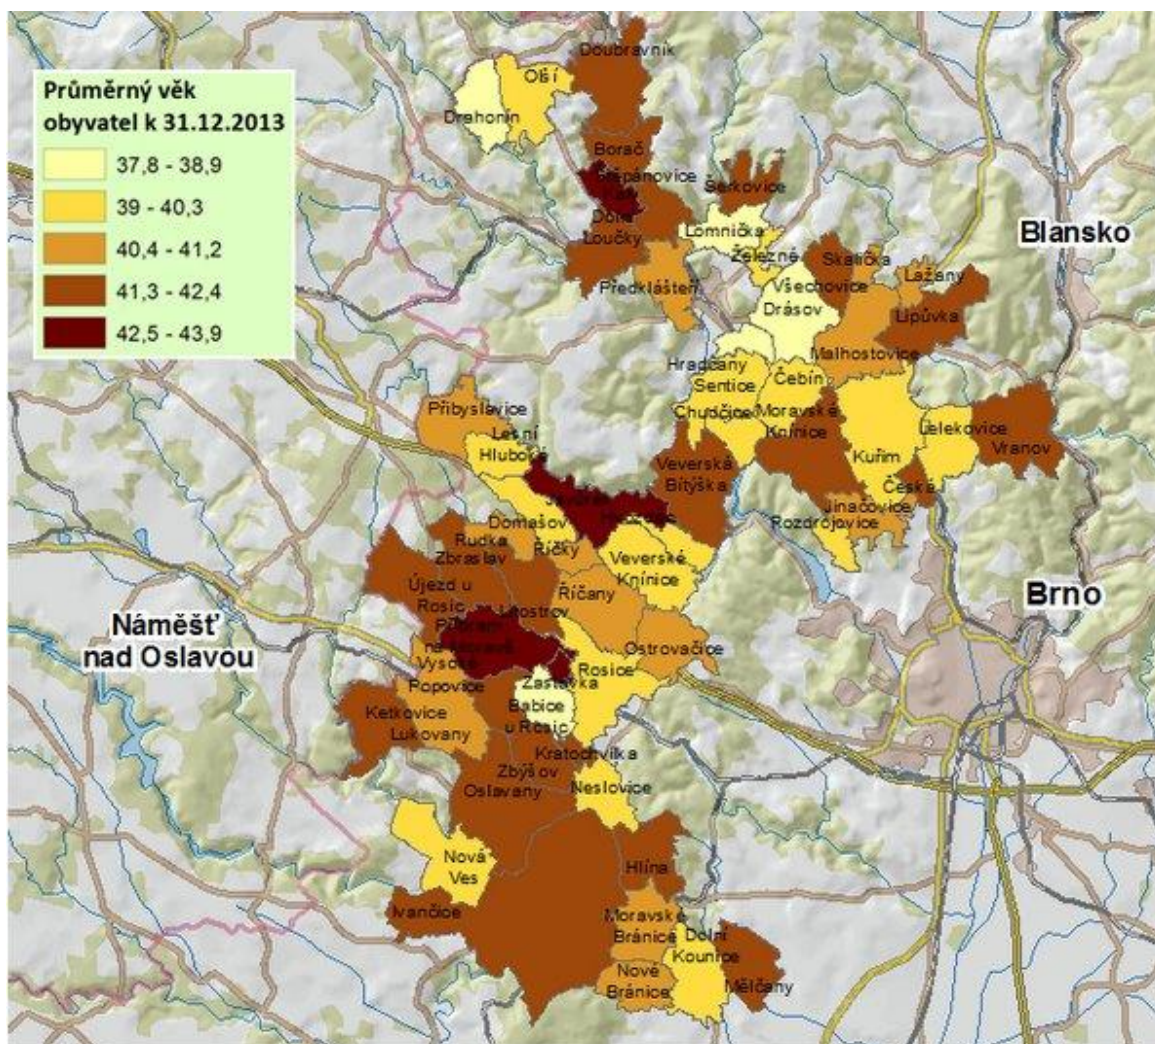 Průměrný věk
obyvatel k 31.12.2013
37,8 - 38,9
39 - 40,3
40,4 - 41,2
41,3 - 42,4
42,5 - 43,9
Doubravník
Olší
Drahonín
Borač
Štěpánovice
Dolní
Loučky
Šerkovice
Lomnička
Železné
Předklášteří
Skalička
Všechovice
Lažany
Drásov
Lipůvka
Malhostovice
Hradčany
Sentice
Čebín
Chudčice
Moravské
Knínice
Lelekovice
Vranov
Kuřim
České
Jinačovice
Rozdrojovice
Veverská
Bítýška
Přibyslavice
Lesní
Hluboké
Domašov
Říčky
Rudka
Zbraslav
Veverské
Knínice
Říčany
Újezd u
Rosic
Litostrov
Ostrovačice
Rosice
Vysoké
Popovice
Zastávka
Babice
u Rosic
Ketkovice
Lukovany
Kratochvilka
Zbýšov
Oslavany
Neslovice
Nová
Ves
Hlína
Ivančice
Moravské
Bránice
Dolní
Kounice
Nové
Bránice
Mělčany
Blansko
Brno
Náměšť
nad Oslavou